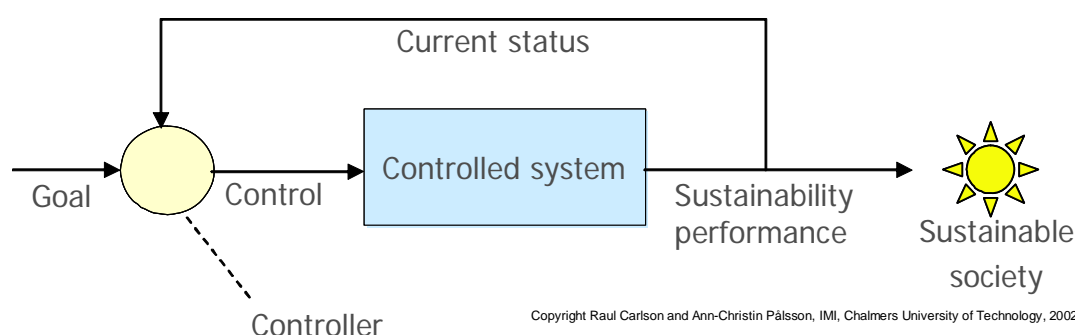 Current status
Goal
Control
Controlled system
Sustainability
performance
Sustainable
society
Controller
Copyright Raul Carlson and Ann-Christin Pålsson, IMI, Chalmers University of Technology, 2002